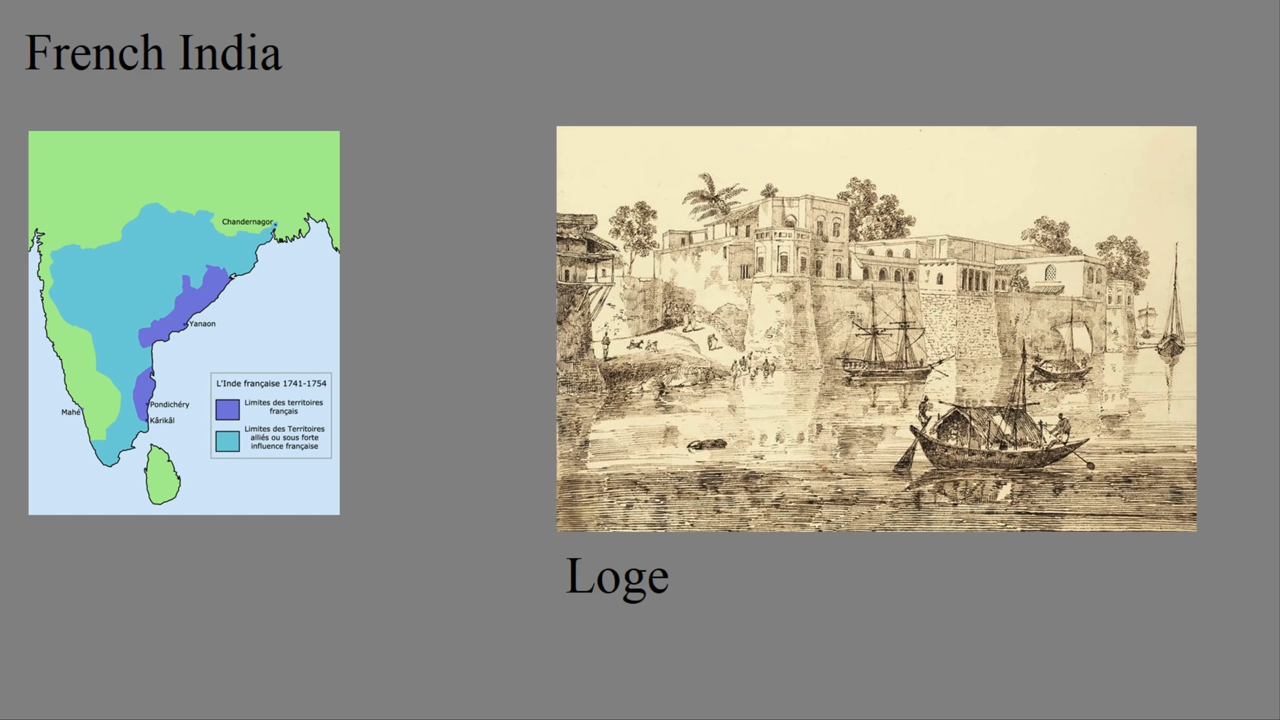 French India
Chandernagor
Yanaon
L'Inde française 1741-1754
Limites des territoires
français
Pondichéry
Mahé
Kârikâl
Limites des Territoires
alliés ou sous forte
influence française
Loge